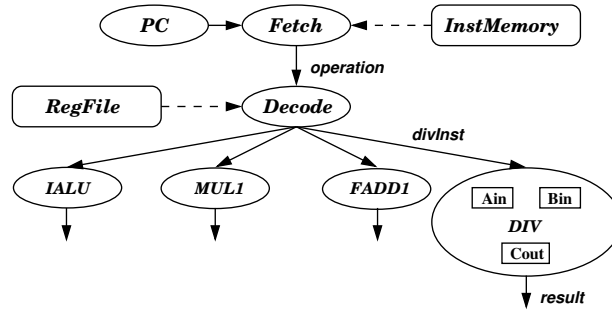 PC
Fetch
InstMemory
operation
RegFile
Decode
divInst
IALU
MUL1
FADD1
Ain
Bin
DIV
Cout
result